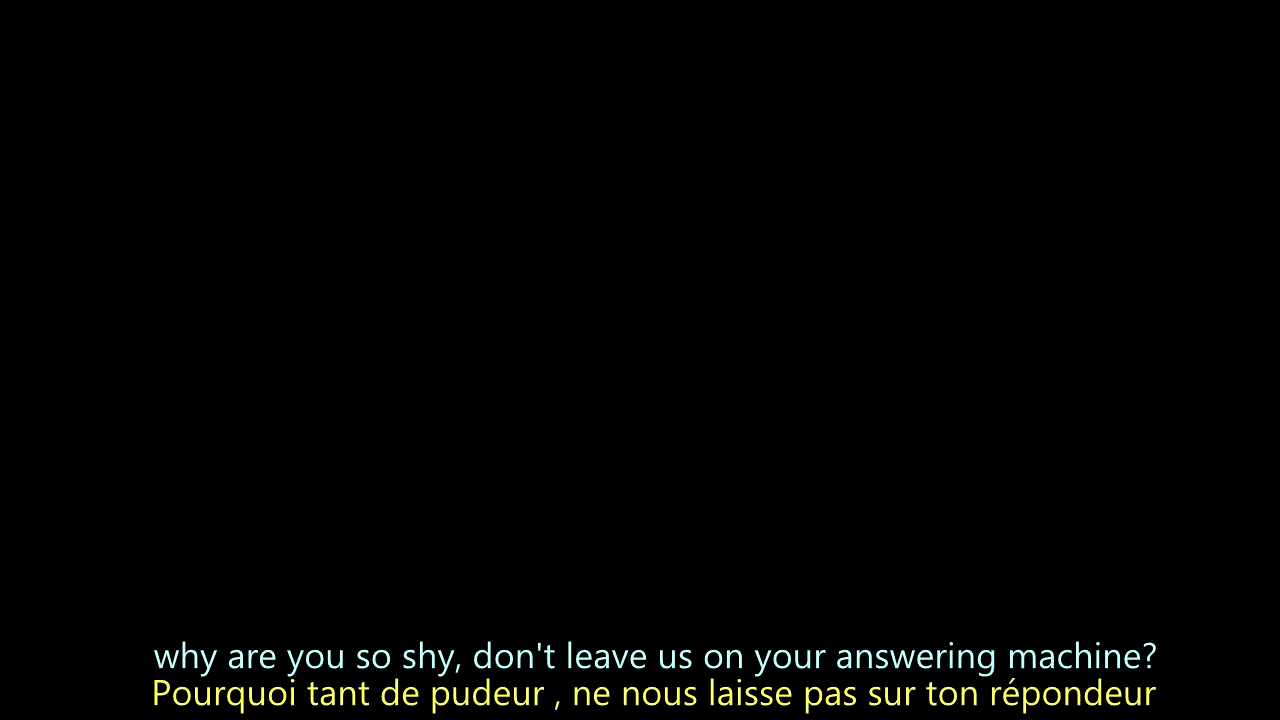 why are you so shy, don't leave us on your answering machine?
Pourquoi tant de pudeur , ne nous laisse pas sur ton répondeur